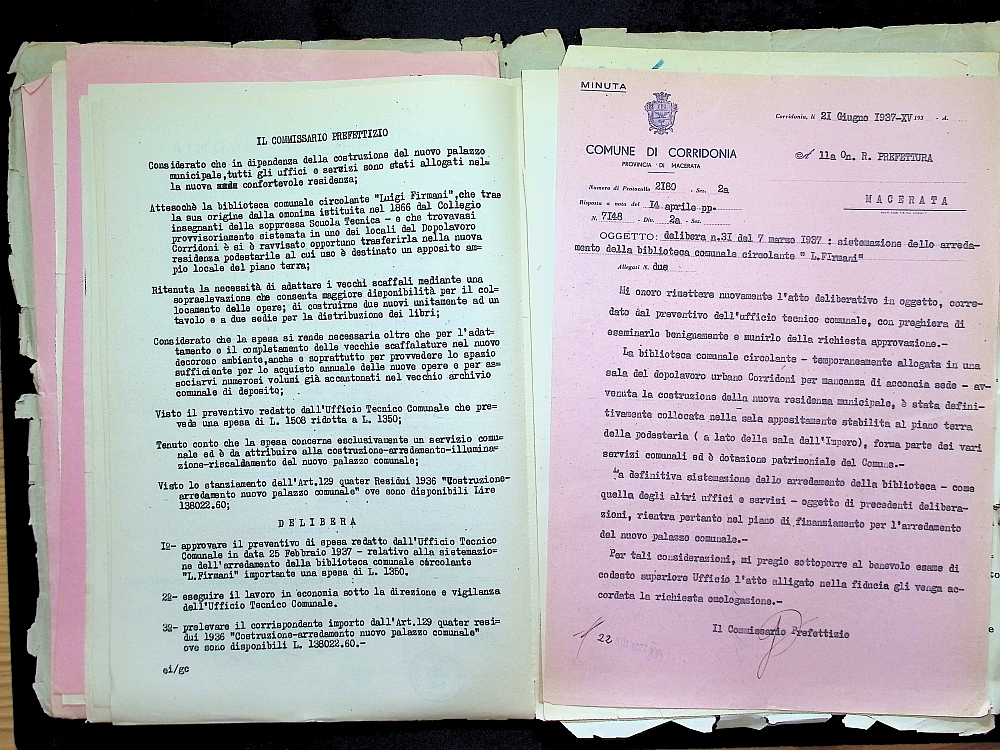 IL COMMISSARIO PREFETTIZIO
Considerato che in dipendenza della costruzione del nuovo palazzo
municipale,tutti gli uffici e servizi sono stati allogati nel=
la nuova confortevole residenza;
Attesochè la biblioteca comunale circolante "Luigi Firmani",che trae
la sua origine dalla omonima istituita nel 1866 dal Collegio
insegnanti della soppressa Scuola Tecnica - e che trovavasi
provvisoriamente sistemata in uno dei locali del Dopolavoro
Corridoni è si è ravvisato opportuno trasferirla nella nuova
residenza podestarile al cui uso è destinato un apposito am=
pio locale del piano terra;
Ritenuta la necessità di adattare i vecchi scaffali mediante una
sopraelevazione che consenta maggiore disponibilità per il col=
locamento delle opere; di costruirne due nuovi unitamente ad un
tavolo e a due sedie per la distribuzione dei libri;
Considerato che la spesa si rende necessaria oltre che per l'adat=
tamento e il completamento delle vecchie scaffalature nel nuovo
decoroso ambiente,anche e soprattutto per provvedere lo spazio
sufficiente per lo acquisto annuale delle nuove opere e per as=
sociarvi numerosi voluni già accantonati nel vecchio archivio
comunale di deposito;
Visto il preventivo redatto dall'Ufficio Tecnico Comunale che pre=
vede una spesa di L. 1508 ridotta a L. 1350;
Tenuto conto che la spesa concerne esclusivamente un servizio comu=
nale ed è da attribuire alla costruzione-arredamento-illumina=
zione-riscaldamento del nuovo palazzo comunale;
Visto lo stanziamento dell'Art.129 quater Residui 1936 "Costruzione-
arredamento nuovo palazzo comunale" ove sono disponibili Lire
138022.60;
DELIBERA
1º- approvare il preventivo di spesa redatto dall'Ufficio Tecnico
Comunale in data 25 Febbraio 1937 - relativo alla sistemazio=
ne dell'arredamento della biblioteca comunale circolante
"L.Firmani" importante una spesa di L. 1350.
2º- eseguire il lavoro in economia sotto la direzione e vigilanza
dell'Ufficio Tecnico Comunale.
3º- prelevare il corrispondente importo dall'Art.129 quater resi=
dui 1936 "Costruzione-arredamento nuovo palazzo comunale"
ove sono disponibili L. 138022.60.-
ei/gc
MINUTA
Corridonia, li 21 Giugno 1937-XV 193 - A.
COMUNE DI CORRIDONIA
PROVINCIA DI MACERATA
Alla On. R. PREFETTURA
Numero di Protocollo 2180 - Sez. 2a
MACERATA
Risposta a nota del 14 aprile pp.
N. 7148 - Div. 2a - Sez.
OGGETTO: delibera n.31 del 7 marzo 1937 : sistemazione dello arreda-
mento della biblioteca comunale circolante " L.Firmani"
Allegati N. due
Mi onoro rimettere nuovamente l'atto deliberativo in oggetto, corre-
dato dal preventivo dell'ufficio tecnico comunale, con preghiera di
esaminarlo benignamente e munirlo della richiesta approvazione.-
La biblioteca comunale circolante - temporaneamente allogata in una
sala del dopolavoro urbano Corridoni per mancanza di acconcia sede - av-
venuta la costruzione della nuova residenza municipale, è stata defini-
tivamente collocata nella sala appositamente stabilita al piano terra
della podesteria ( a lato della sala dell'Impero), forma parte dei vari
servizi comunali ed è dotazione patrimoniale del Comune.-
La definitiva sistemazione dello arredamento della biblioteca - come
quella degli altri uffici e servizi - oggetto di precedenti delibera-
zioni, rientra pertanto nel piano di finanziamento per l'arredamento
del nuovo palazzo comunale.-
Per tali considerazioni, mi pregio sottoporre al benevolo esame di
codesto superiore Ufficio l'atto alligato nella fiducia gli venga ac-
cordata la richiesta omologazione.-
Il Commissario Prefettizio
22